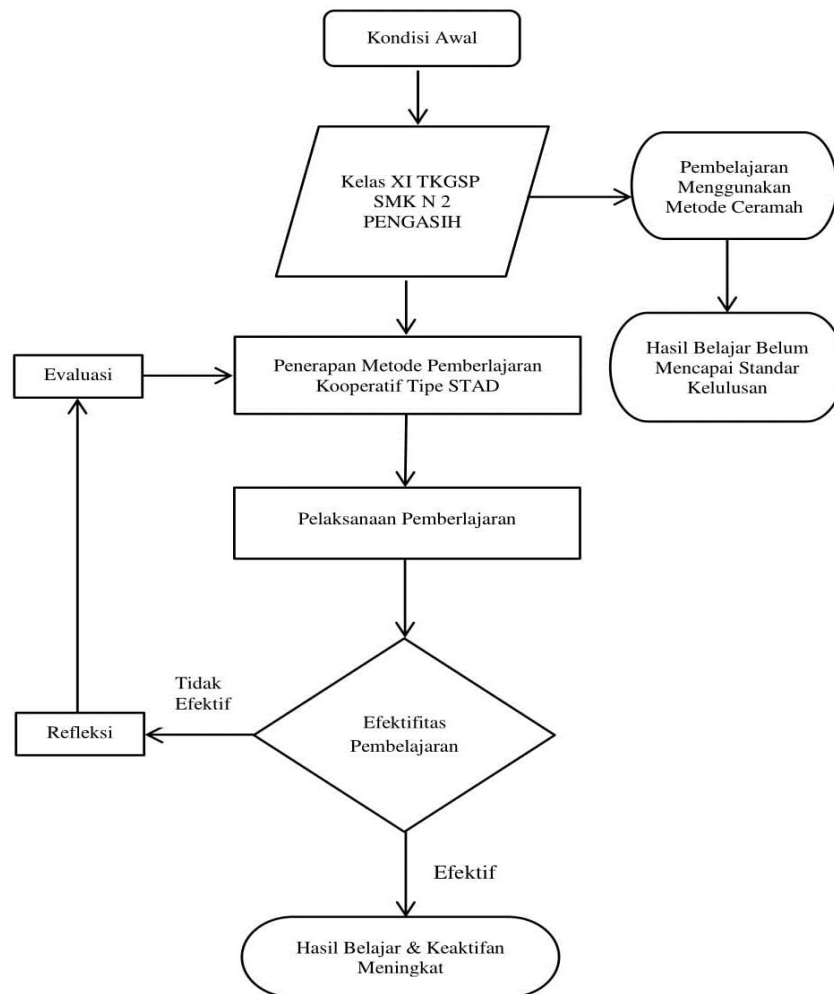 Kondisi Awal
Kelas XI TKGSP
SMK N 2
PENGASIH
Pembelajaran
Menggunakan
Metode Ceramah
Hasil Belajar Belum
Mencapai Standar
Kelulusan
Evaluasi
Penerapan Metode Pemberlajaran
Kooperatif Tipe STAD
Pelaksanaan Pemberlajaran
Tidak
Efektif
Refleksi
Efektifitas
Pembelajaran
Efektif
Hasil Belajar & Keaktifan
Meningkat